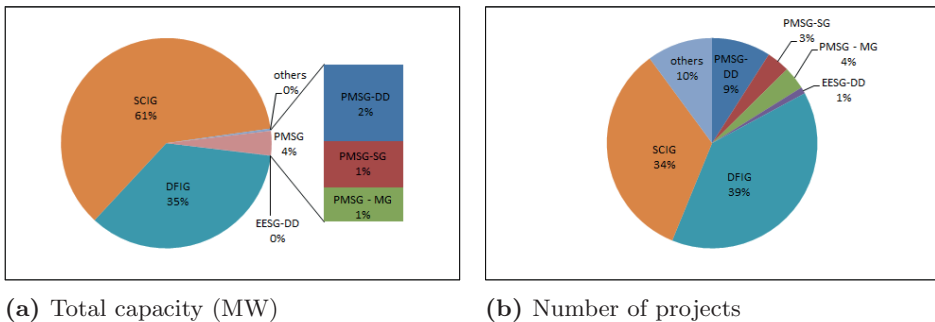 others
0%
SCIG
61%
PMSG
4%
DFIG
35%
EESG-DD
0%
PMSG-DD
2%
PMSG-SG
1%
PMSG - MG
1%
(a) Total capacity (MW)
others
10%
PMSG-
DD
9%
PMSG-SG
3%
PMSG - MG
4%
EESG-DD
1%
SCIG
34%
DFIG
39%
(b) Number of projects